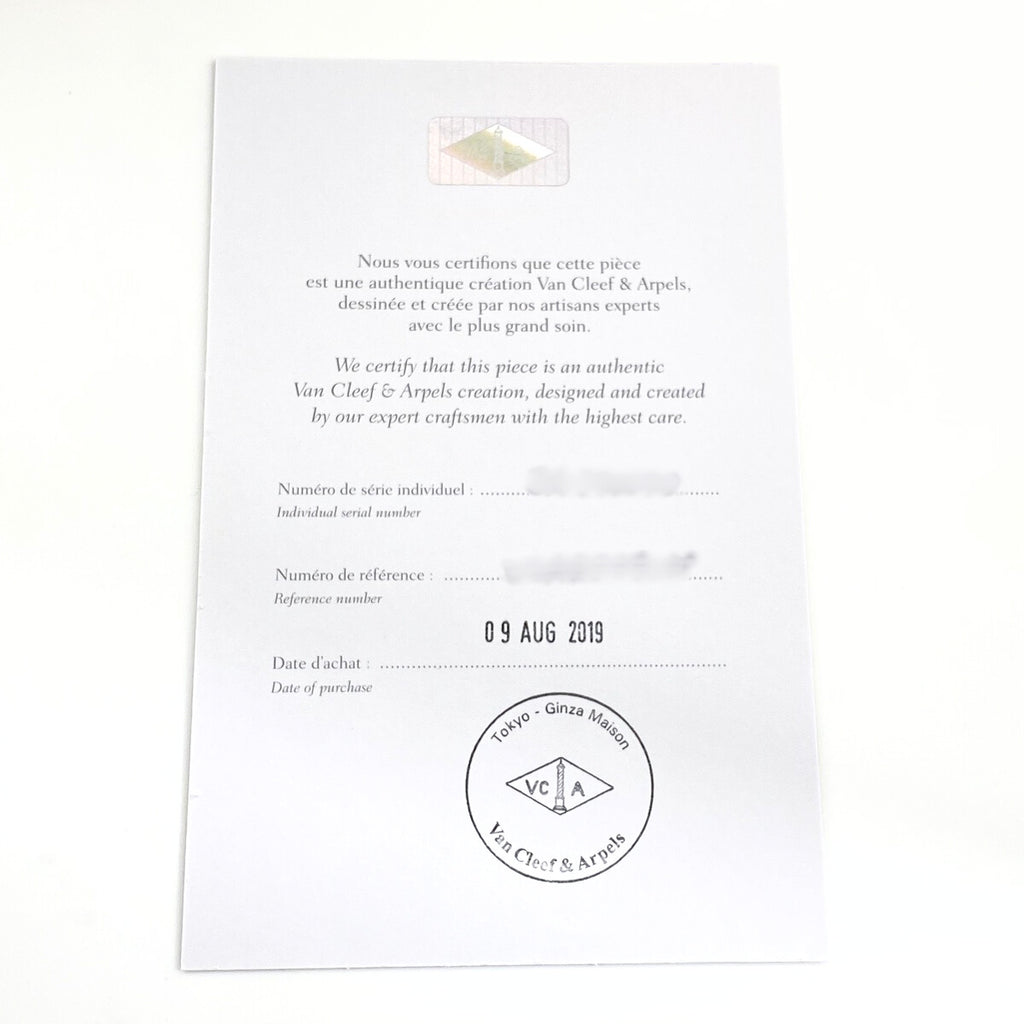 Nous vous certifions que cette pièce
est une authentique création Van Cleef & Arpels,
dessinée et créée par nos artisans experts
avec le plus grand soin.
We certify that this piece is an authentic
Van Cleef & Arpels creation, designed and created
by our expert craftsmen with the highest care.
Numéro de série individuel :
Individual serial number
Numéro de référence :
Reference number
09 AUG 2019
Date d'achat :
Date of purchase
Tokyo - Ginza Maison
VC A
Van Cleef & Arpels